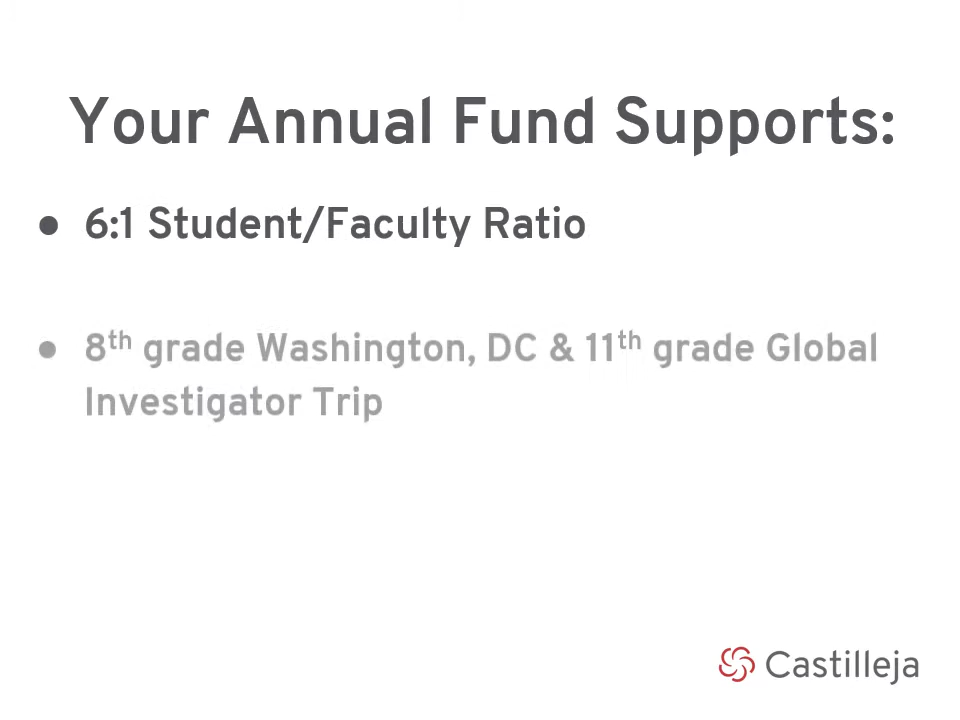 Your Annual Fund Supports:
● 6:1 Student/Faculty Ratio
● 8th grade Washington, DC & 11th grade Global
Investigator Trip
Castilleja